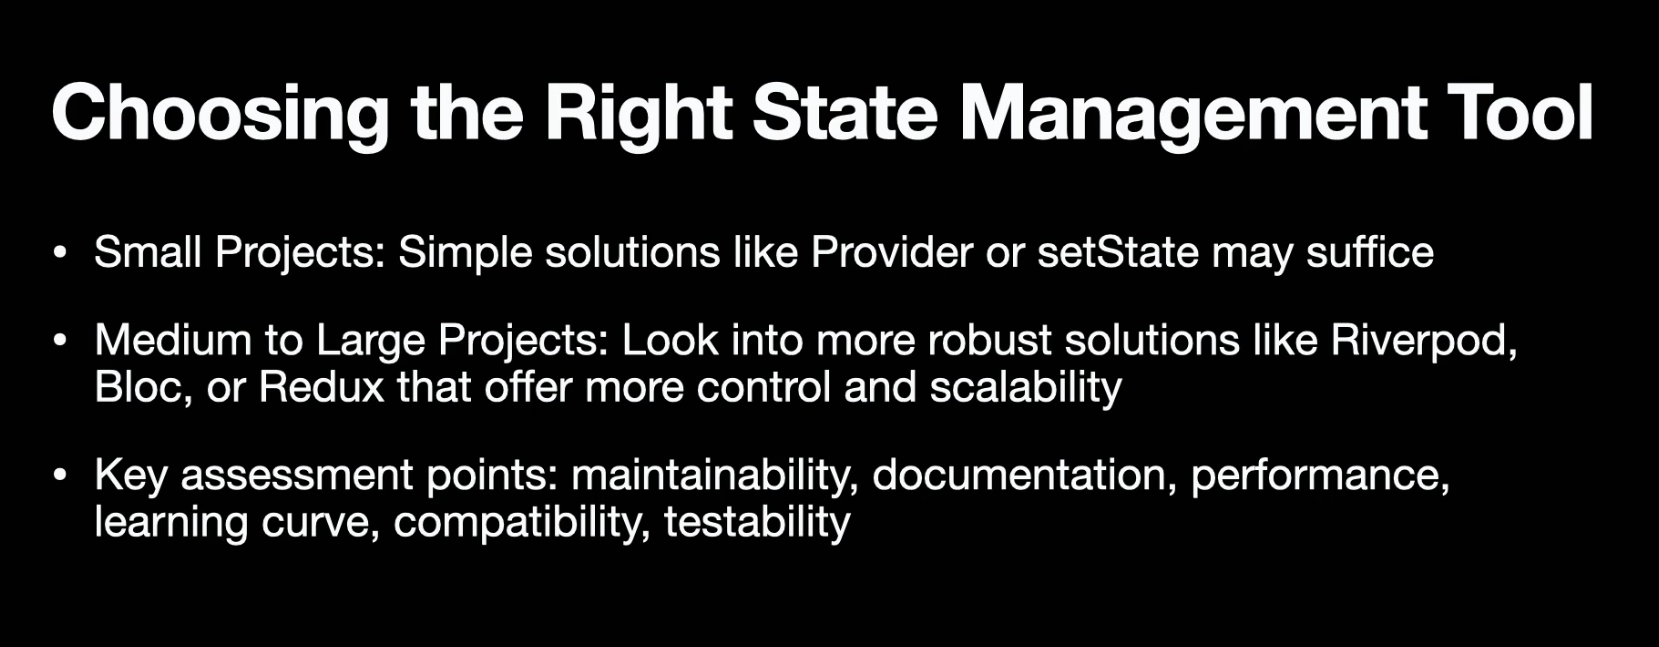 Choosing the Right State Management Tool
• Small Projects: Simple solutions like Provider or setState may suffice
• Medium to Large Projects: Look into more robust solutions like Riverpod,
Bloc, or Redux that offer more control and scalability
• Key assessment points: maintainability, documentation, performance,
learning curve, compatibility, testability